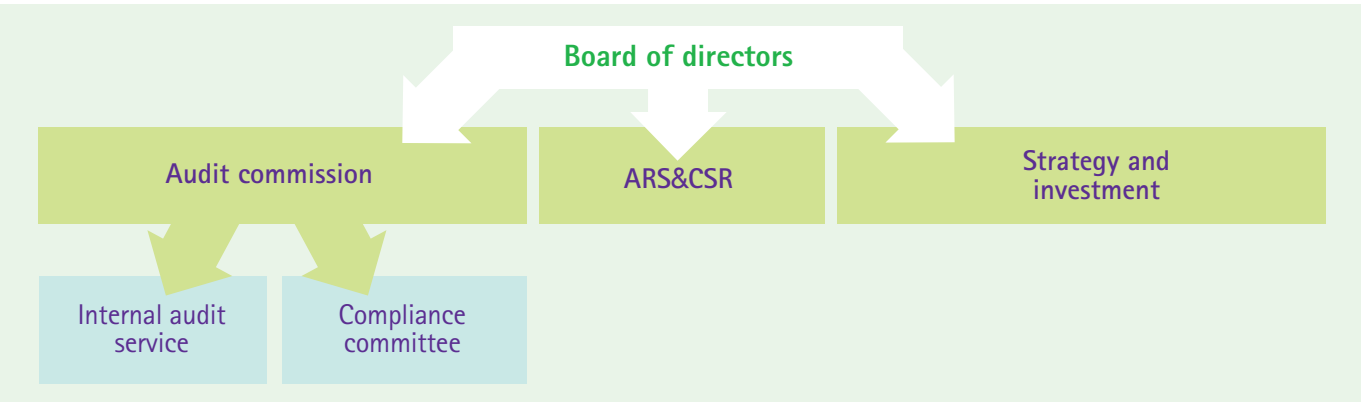 Board of directors
Audit commission
ARS&CSR
Strategy and
investment
Internal audit
service
Compliance
committee